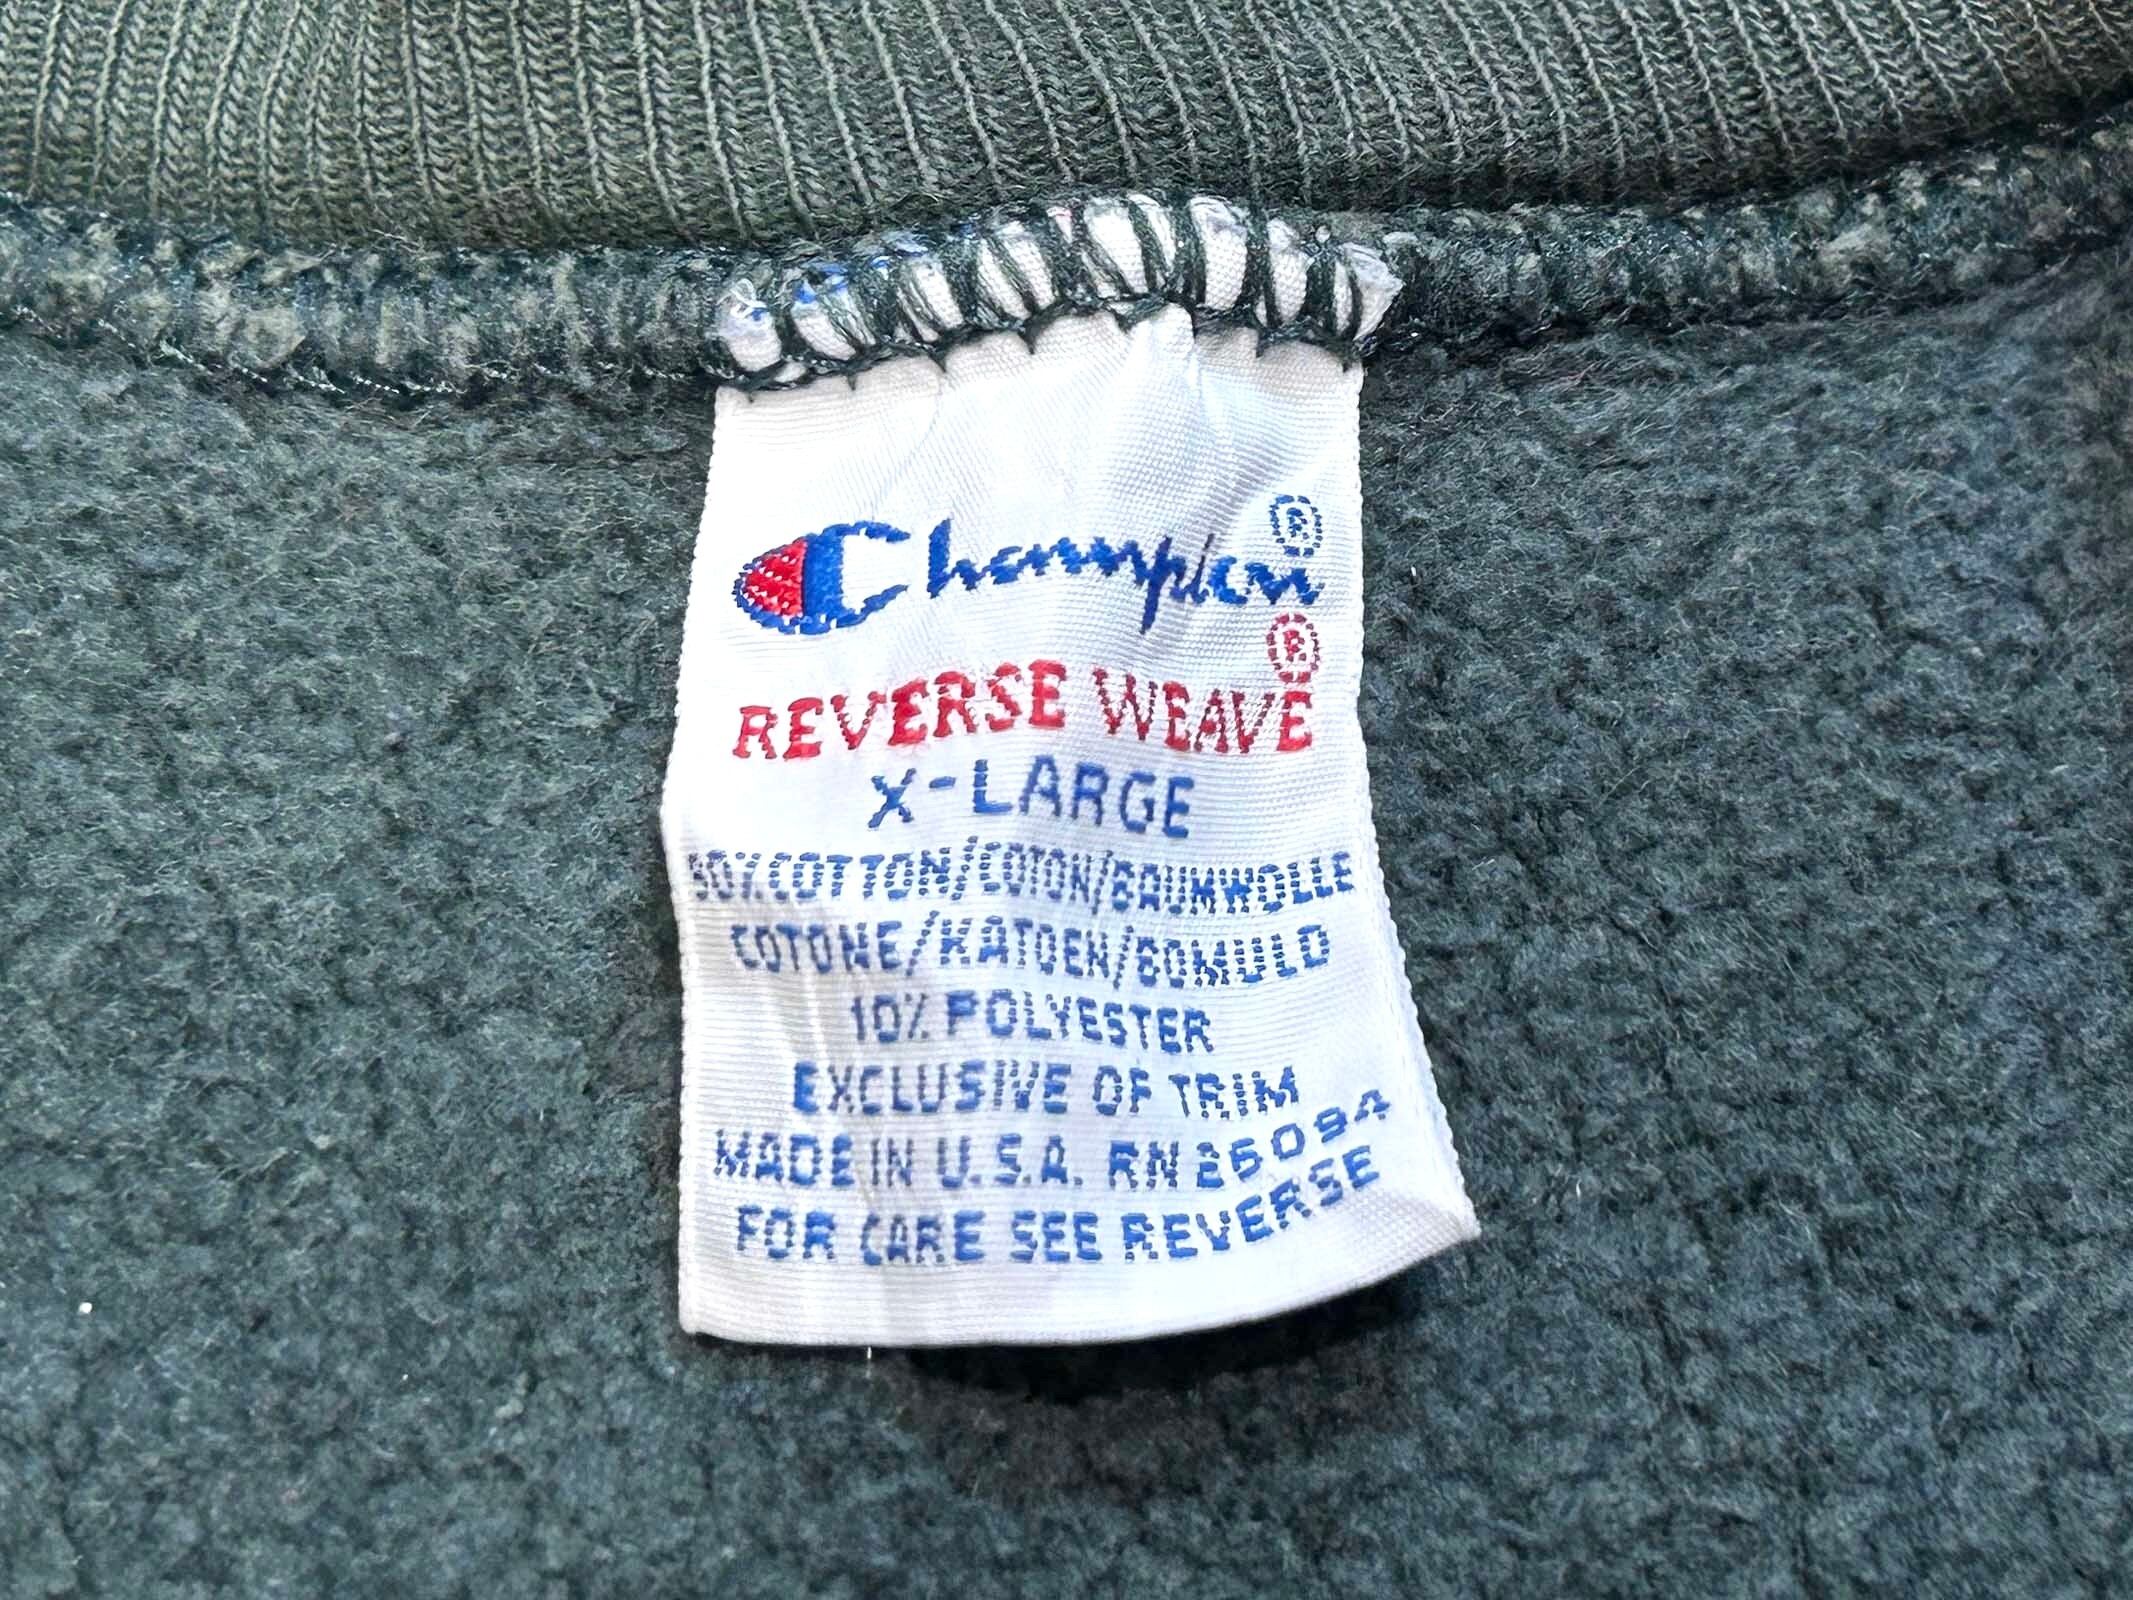 Champion®
REVERSE WEAVE®
X-LARGE
90% COTTON/COTON/BAUMWOLLE
COTONE/KATOEN/BOMULD
10% POLYESTER
EXCLUSIVE OF TRIM
MADE IN U.S.A. RN 26094
FOR CARE SEE REVERSE